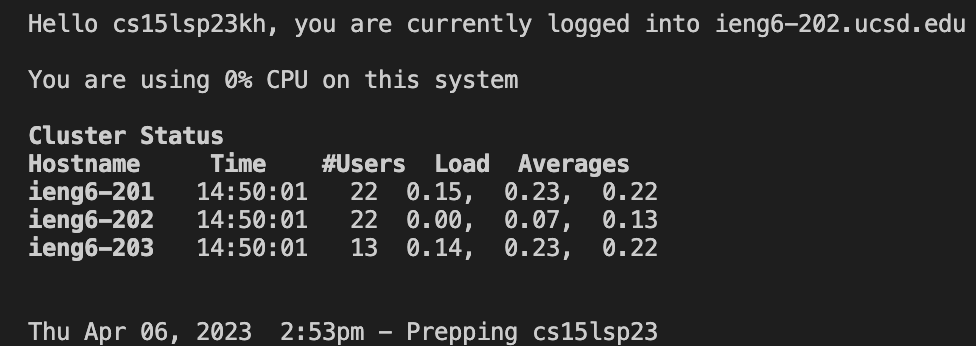 Hello cs15lsp23kh, you are currently logged into ieng6-202.ucsd.edu
You are using 0% CPU on this system
Cluster Status
Hostname     Time    #Users  Load  Averages
ieng6-201   14:50:01   22  0.15,  0.23,  0.22
ieng6-202   14:50:01   22  0.00,  0.07,  0.13
ieng6-203   14:50:01   13  0.14,  0.23,  0.22
Thu Apr 06, 2023  2:53pm - Prepping cs15lsp23